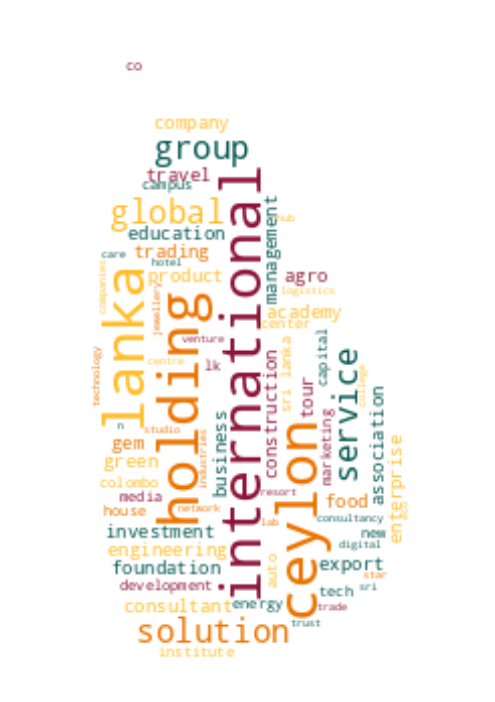 co
company
group
travel
campus
international
global
management
hub
education
trading
care
hotel
product
agro
companies
lanka
holding
jewellery
logistics
academy
center
venture
capital
sri lanka
construction
service
technology
centre
lk
college
tour
marketing
association
n
studio
business
gem
industries
green
ceylon
enterprise
colombo
media
resort
food
house
network
lab
consultancy
investment
new
engineering
digital
auto
foundation
export
star
development
tech
sri
consultant
energy
trade
solution
trust
institute